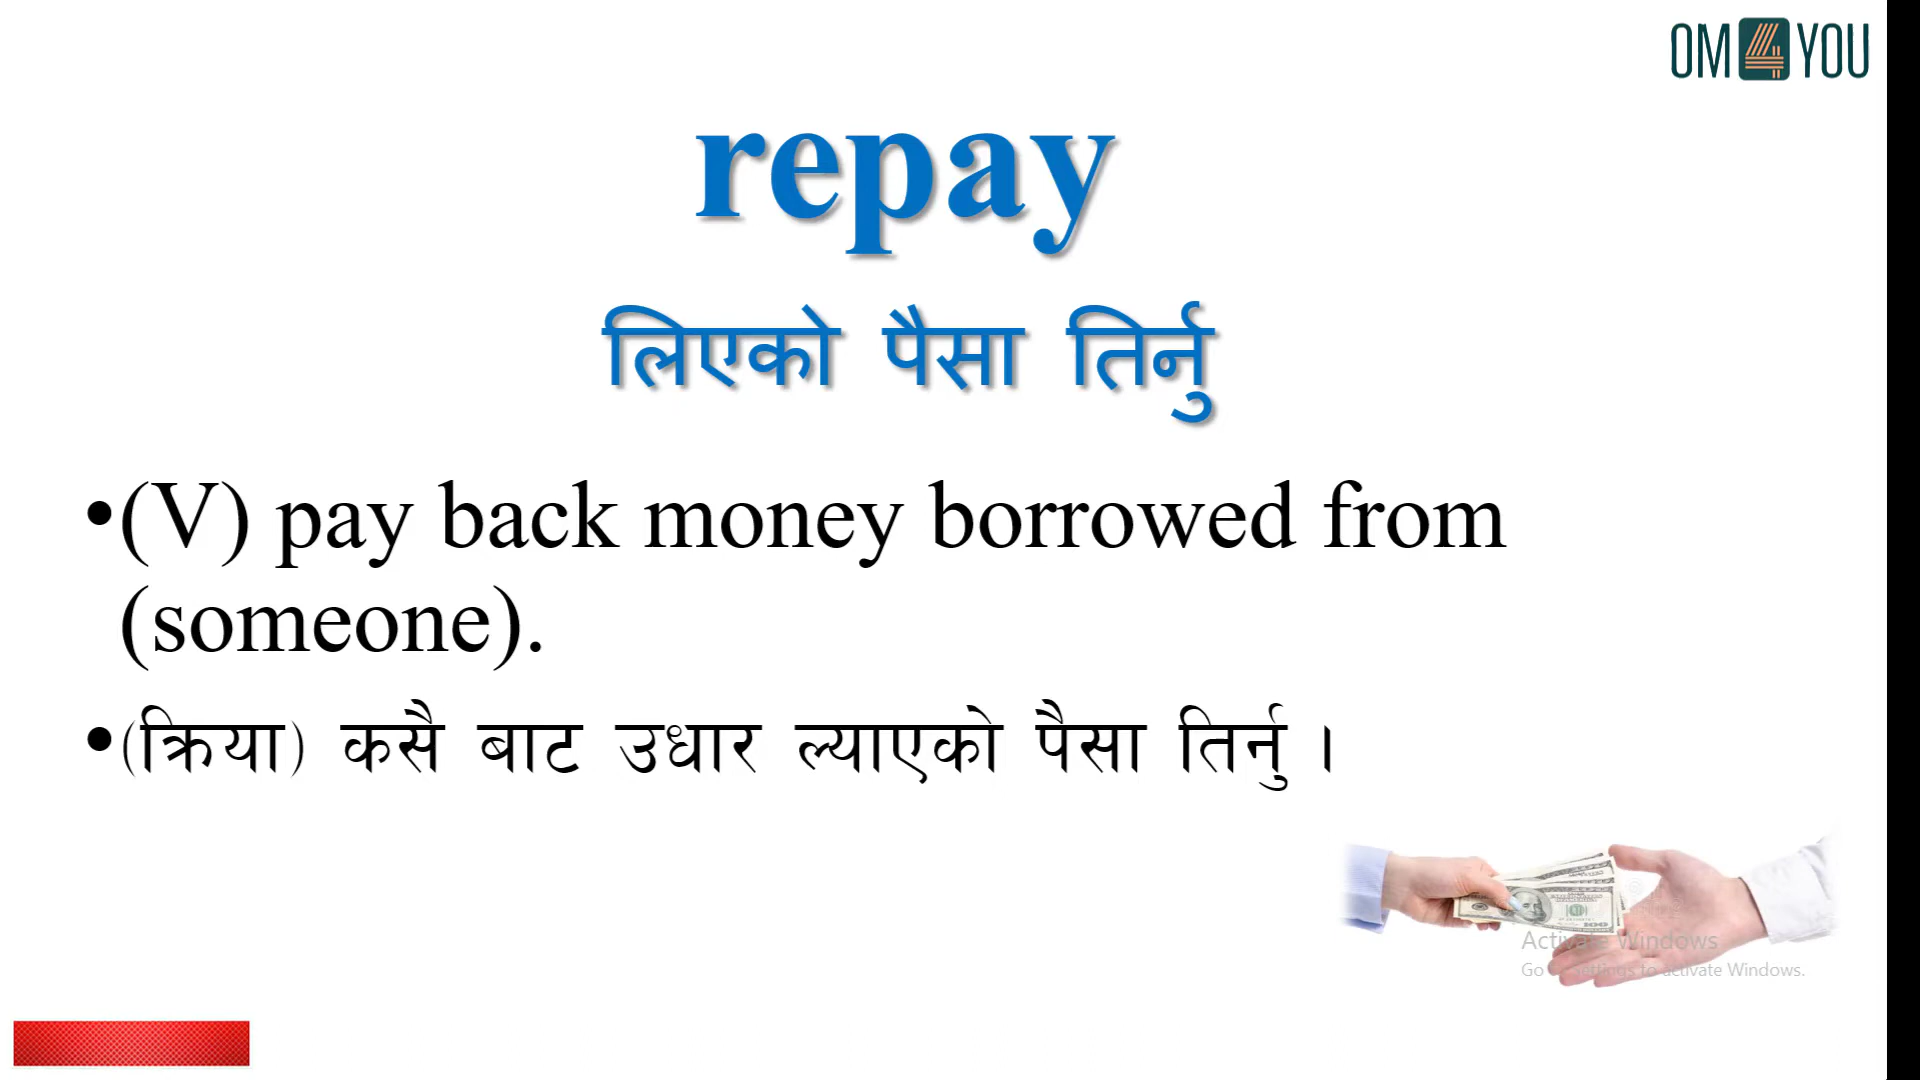 OM 4 YOU
repay
लिएको पैसा तिर्नु
•(V) pay back money borrowed from
(someone).
•(क्रिया) कसै बाट उधार ल्याएको पैसा तिर्नु ।
Activate Windows
Go to Settings to activate Windows.